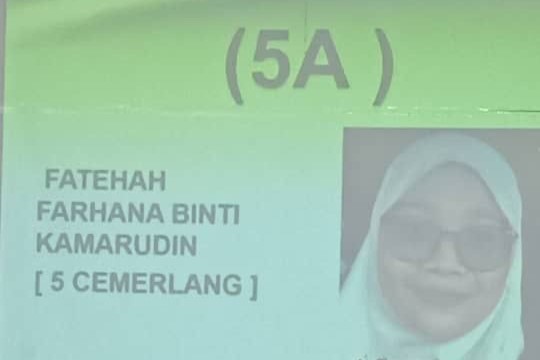 (5A )
FATEHAH
FARHANA BINTI
KAMARUDIN
[ 5 CEMERLANG ]